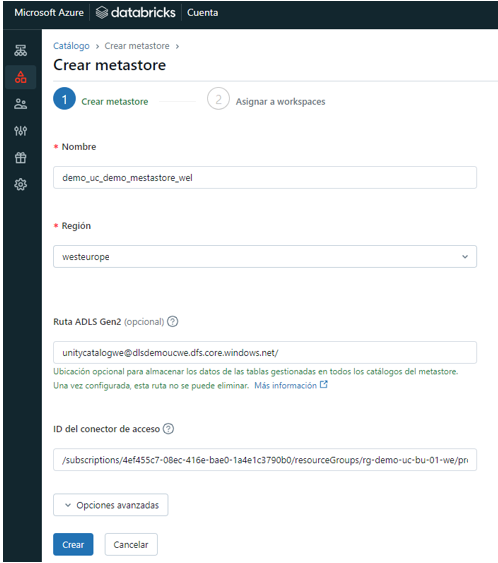 Microsoft Azure databricks Cuenta
Catálogo > Crear metastore >
Crear metastore
1 Crear metastore 2 Asignar a workspaces
* Nombre
demo_uc_demo_mestastore_wel
* Región
westeurope
Ruta ADLS Gen2 (opcional) ?
unitycatalogwe@dlsdemoucwe.dfs.core.windows.net/
Ubicación opcional para almacenar los datos de las tablas gestionadas en todos los catálogos del metastore.
Una vez configurada, esta ruta no se puede eliminar. Más información
ID del conector de acceso ?
/subscriptions/4ef455c7-08ec-416e-bae0-1a4e1c3790b0/resourceGroups/rg-demo-uc-bu-01-we/pro
Opciones avanzadas
Crear Cancelar